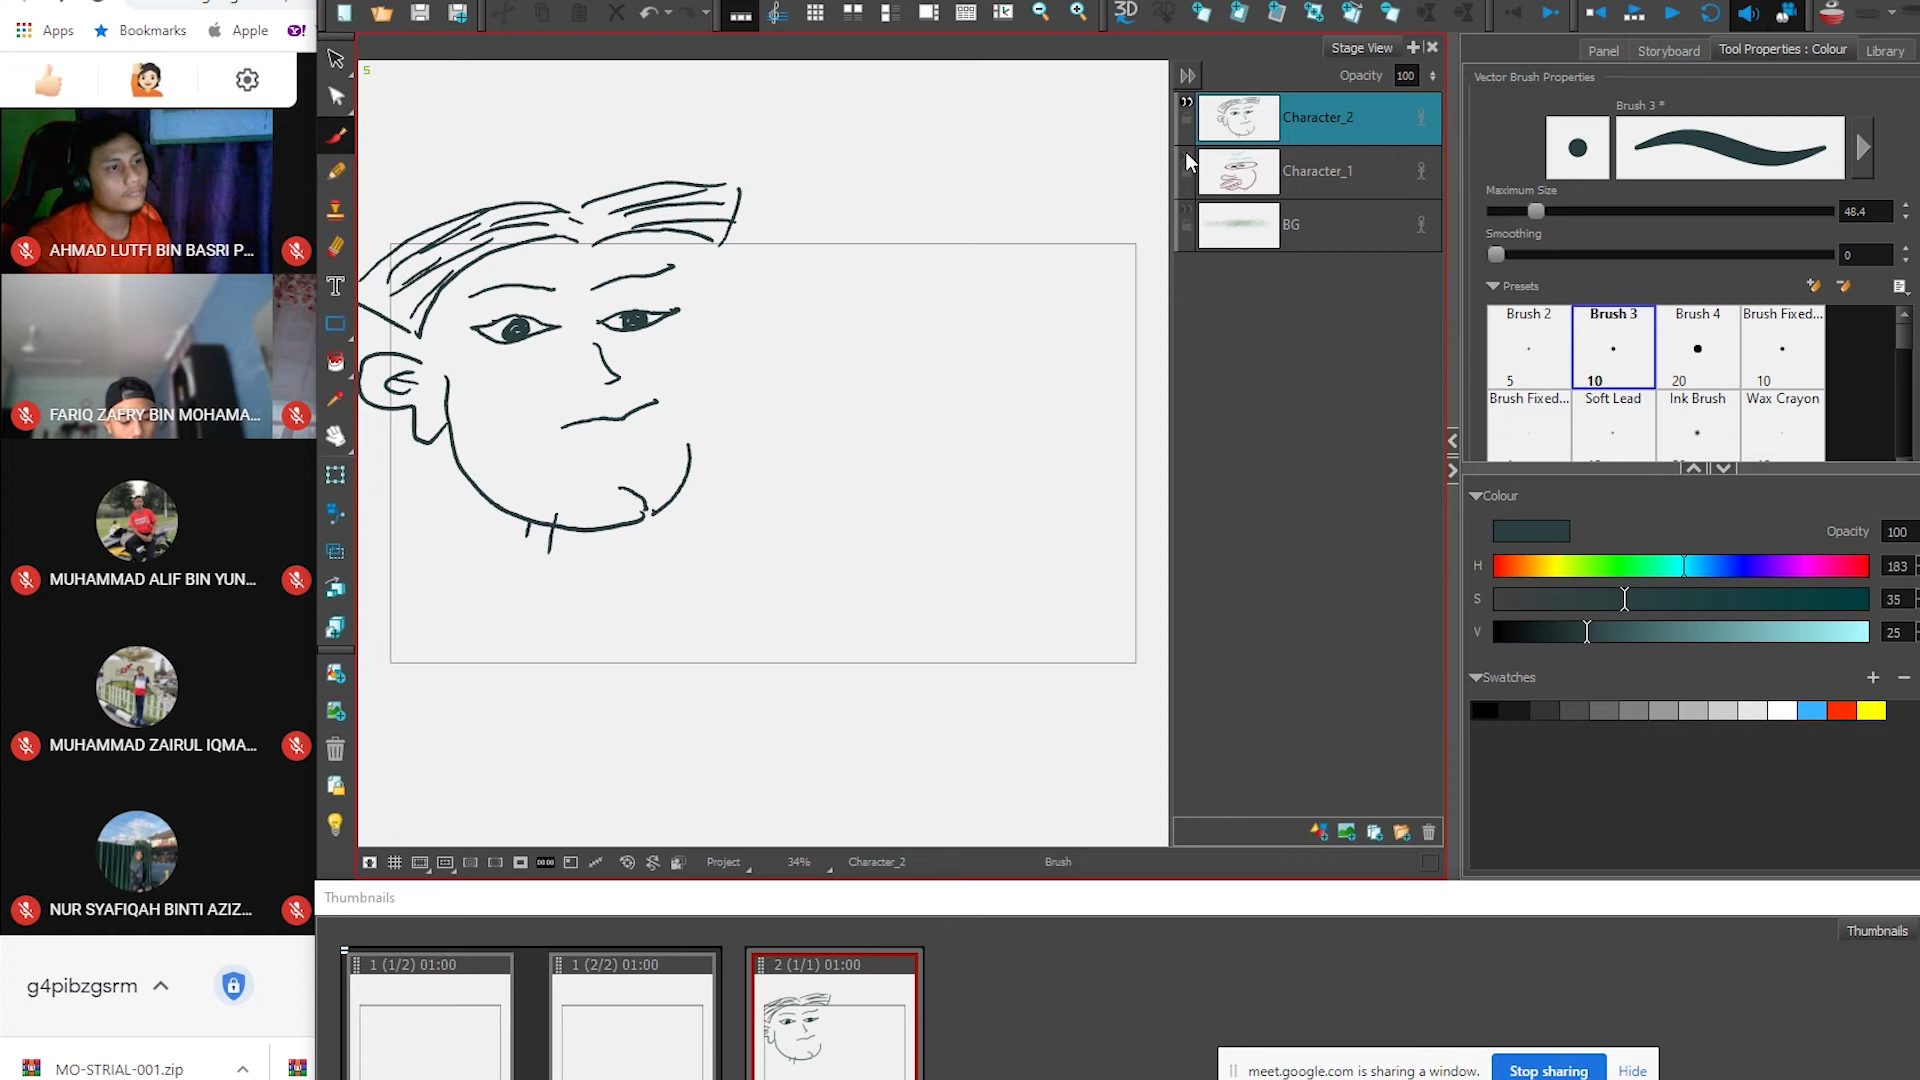 Apps
Bookmarks
Apple
Y!
AHMAD LUTFI BIN BASRI P...
FARIQ ZAFRY BIN MOHAMA...
MUHAMMAD ALIF BIN YUN...
MUHAMMAD ZAIRUL IQMA...
NUR SYAFIQAH BINTI AZIZ...
g4pibzgsrm
MO-STRIAL-001.zip
3D
Stage View
Opacity 100
Character_2
Character_1
BG
5
Project
34%
Character_2
Brush
Panel
Storyboard
Tool Properties : Colour
Library
Vector Brush Properties
Brush 3 *
Maximum Size
48.4
Smoothing
0
Presets
Brush 2
Brush 3
Brush 4
Brush Fixed...
5
10
20
10
Brush Fixed...
Soft Lead
Ink Brush
Wax Crayon
Colour
Opacity 100
H 183
S 35
V 25
Swatches
Thumbnails
Thumbnails
1 (1/2) 01:00
1 (2/2) 01:00
2 (1/1) 01:00
meet.google.com is sharing a window.
Stop sharing
Hide